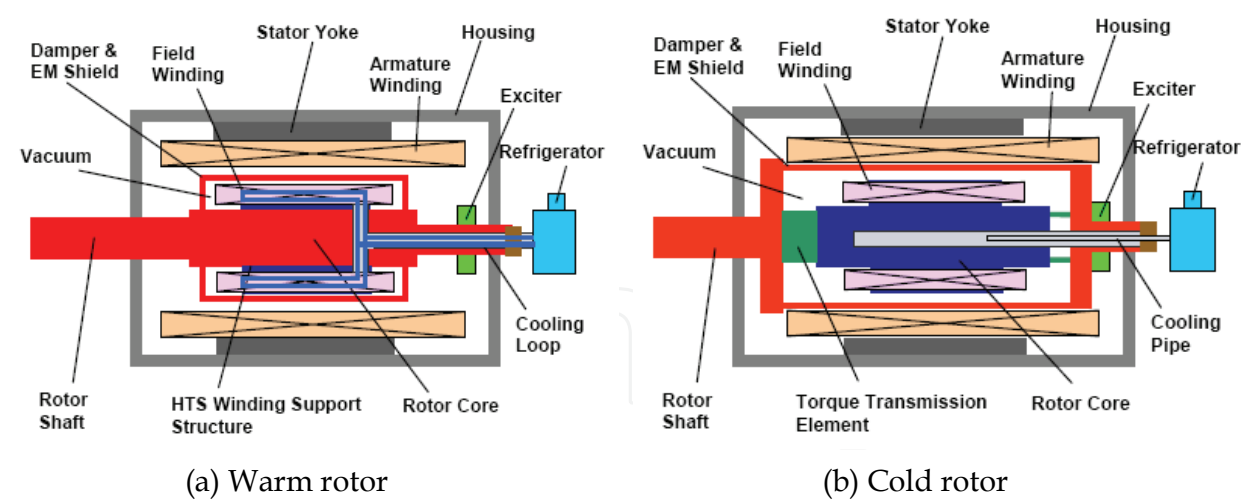 Damper &
EM Shield
Field
Winding
Stator Yoke
Armature
Winding
Housing
Exciter
Refrigerator
Vacuum
Rotor
Shaft
HTS Winding Support
Structure
Rotor Core
Cooling
Loop
(a) Warm rotor
Damper &
EM Shield
Field
Winding
Stator Yoke
Armature
Winding
Housing
Exciter
Refrigerator
Vacuum
Rotor
Shaft
Torque Transmission
Element
Rotor Core
Cooling
Pipe
(b) Cold rotor